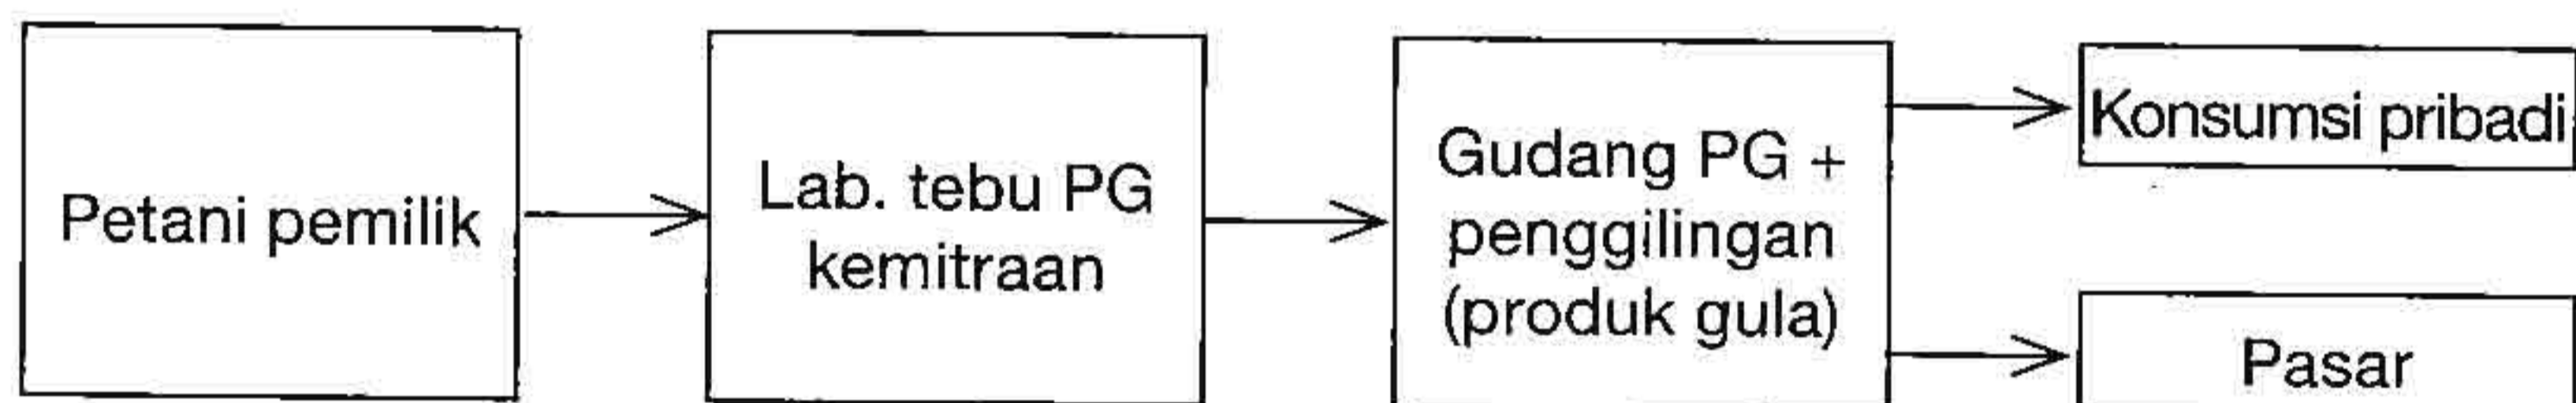 Petani pemilik
Lab. tebu PG
kemitraan
Gudang PG +
penggilingan
(produk gula)
Konsumsi pribadi
Pasar